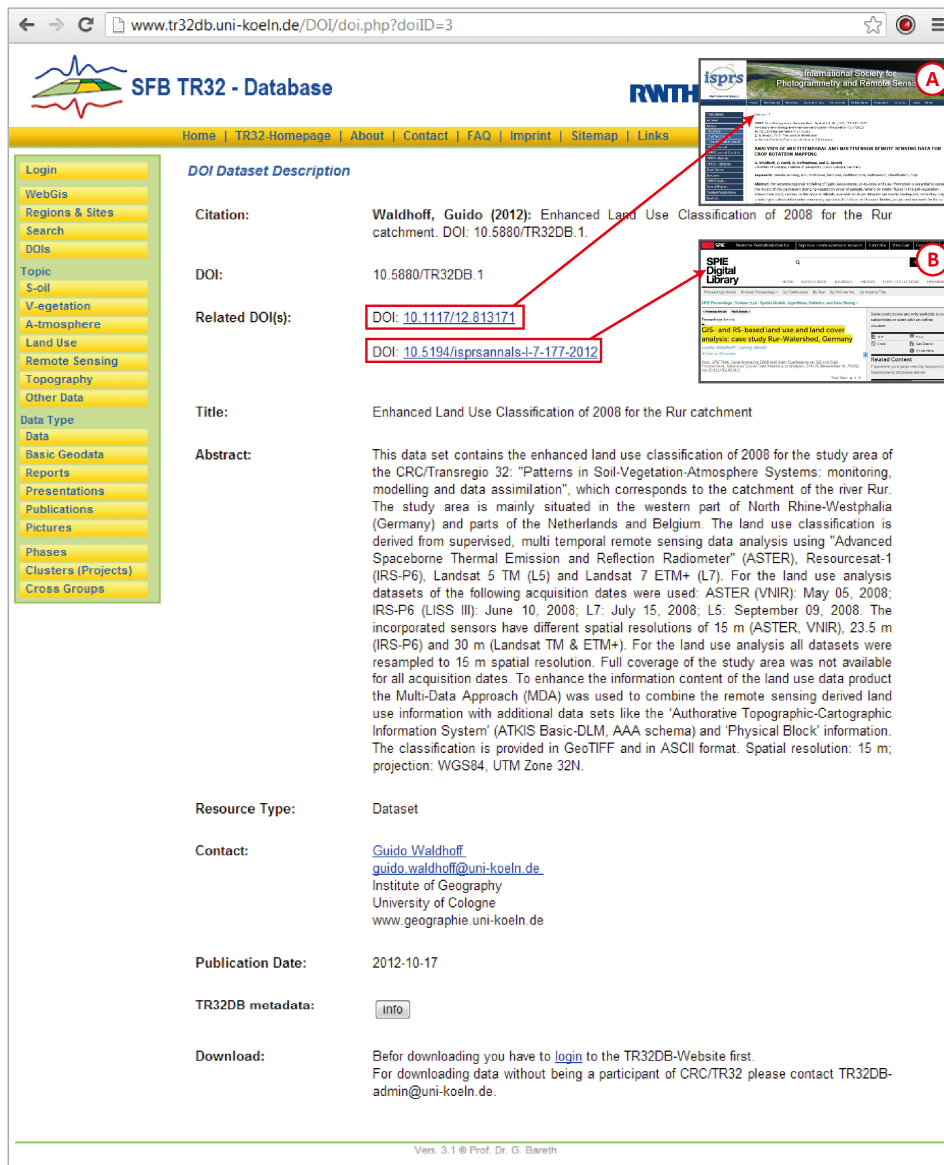 www.tr32db.uni-koeln.de/DOI/doi.php?doiID=3
SFB TR32 - Database
RWTH
Home | TR32-Homepage | About | Contact | FAQ | Imprint | Sitemap | Links
isprs
International Society for
Photogrammetry and Remote Sensi
A
ANALYSIS OF MULTITEMPORAL AND MULTISENSOR REMOTE SENSING DATA FOR
CROP ROTATION MAPPING
SPIE
SPIE
Digital
Library
B
GIS- and RS-based land use and land cover
analysis: case study Rur-Watershed, Germany
Related Content
Login
WebGis
Regions & Sites
Search
DOIs
Topic
S-oil
V-egetation
A-tmosphere
Land Use
Remote Sensing
Topography
Other Data
Data Type
Data
Basic Geodata
Reports
Presentations
Publications
Pictures
Phases
Clusters (Projects)
Cross Groups
DOI Dataset Description
Citation:
Waldhoff, Guido (2012): Enhanced Land Use Classification of 2008 for the Rur
catchment. DOI: 10.5880/TR32DB.1.
DOI:
10.5880/TR32DB.1
Related DOI(s):
DOI: 10.1117/12.813171
DOI: 10.5194/isprsannals-I-7-177-2012
Title:
Enhanced Land Use Classification of 2008 for the Rur catchment
Abstract:
This data set contains the enhanced land use classification of 2008 for the study area of
the CRC/Transregio 32: "Patterns in Soil-Vegetation-Atmosphere Systems: monitoring,
modelling and data assimilation", which corresponds to the catchment of the river Rur.
The study area is mainly situated in the western part of North Rhine-Westphalia
(Germany) and parts of the Netherlands and Belgium. The land use classification is
derived from supervised, multi temporal remote sensing data analysis using "Advanced
Spaceborne Thermal Emission and Reflection Radiometer" (ASTER), Resourcesat-1
(IRS-P6), Landsat 5 TM (L5) and Landsat 7 ETM+ (L7). For the land use analysis
datasets of the following acquisition dates were used: ASTER (VNIR): May 05, 2008;
IRS-P6 (LISS III): June 10, 2008; L7: July 15, 2008; L5: September 09, 2008. The
incorporated sensors have different spatial resolutions of 15 m (ASTER, VNIR), 23.5 m
(IRS-P6) and 30 m (Landsat TM & ETM+). For the land use analysis all datasets were
resampled to 15 m spatial resolution. Full coverage of the study area was not available
for all acquisition dates. To enhance the information content of the land use data product
the Multi-Data Approach (MDA) was used to combine the remote sensing derived land
use information with additional data sets like the 'Authorative Topographic-Cartographic
Information System' (ATKIS Basic-DLM, AAA schema) and 'Physical Block' information.
The classification is provided in GeoTIFF and in ASCII format. Spatial resolution: 15 m;
projection: WGS84, UTM Zone 32N.
Resource Type:
Dataset
Contact:
Guido Waldhoff
guido.waldhoff@uni-koeln.de
Institute of Geography
University of Cologne
www.geographie.uni-koeln.de
Publication Date:
2012-10-17
TR32DB metadata:
info
Download:
Befor downloading you have to login to the TR32DB-Website first.
For downloading data without being a participant of CRC/TR32 please contact TR32DB-
admin@uni-koeln.de.
Vers. 3.1 ® Prof. Dr. G. Bareth